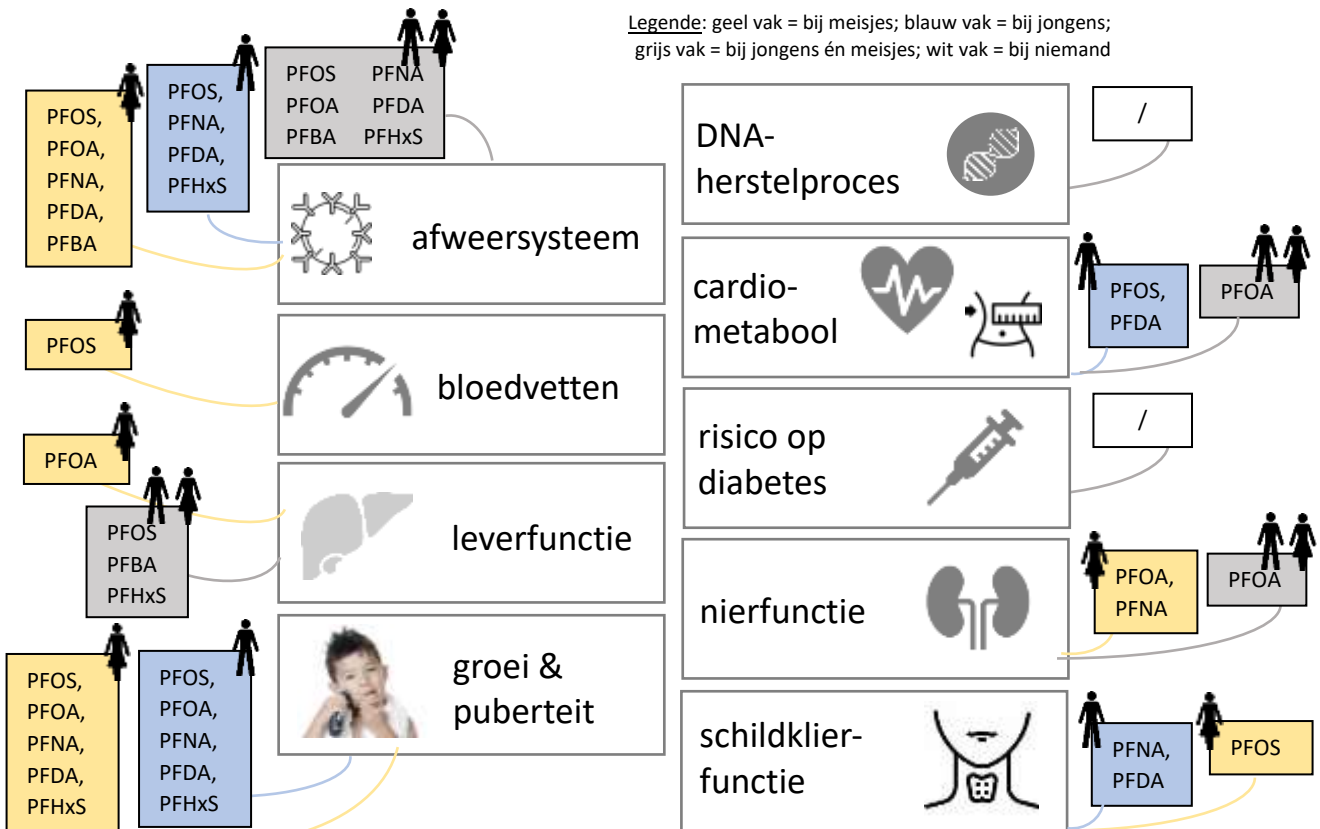 Legende: geel vak = bij meisjes; blauw vak = bij jongens;
grijs vak = bij jongens én meisjes; wit vak = bij niemand
PFOS,
PFOA,
PFNA,
PFDA,
PFBA
PFOS,
PFNA,
PFDA,
PFHxS
PFOS PFNA
PFOA PFDA
PFBA PFHxS
afweersysteem
PFOS
bloedvetten
PFOA
PFOS
PFBA
PFHxS
leverfunctie
PFOS,
PFOA,
PFNA,
PFDA,
PFHxS
PFOS,
PFOA,
PFNA,
PFDA,
PFHxS
groei &
puberteit
DNA-
herstelproces
/
cardio-
metabool
PFOS,
PFDA
PFOA
risico op
diabetes
/
nierfunctie
PFOA,
PFNA
PFOA
schildklier-
functie
PFNA,
PFDA
PFOS